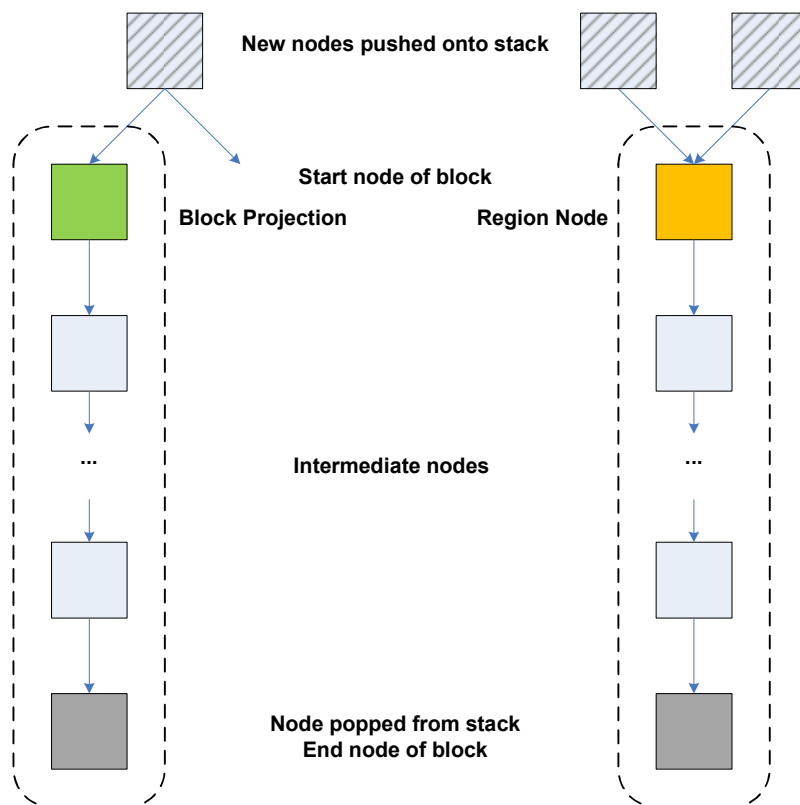 New nodes pushed onto stack
Start node of block
Block Projection
Region Node
...
Intermediate nodes
...
Node popped from stack
End node of block